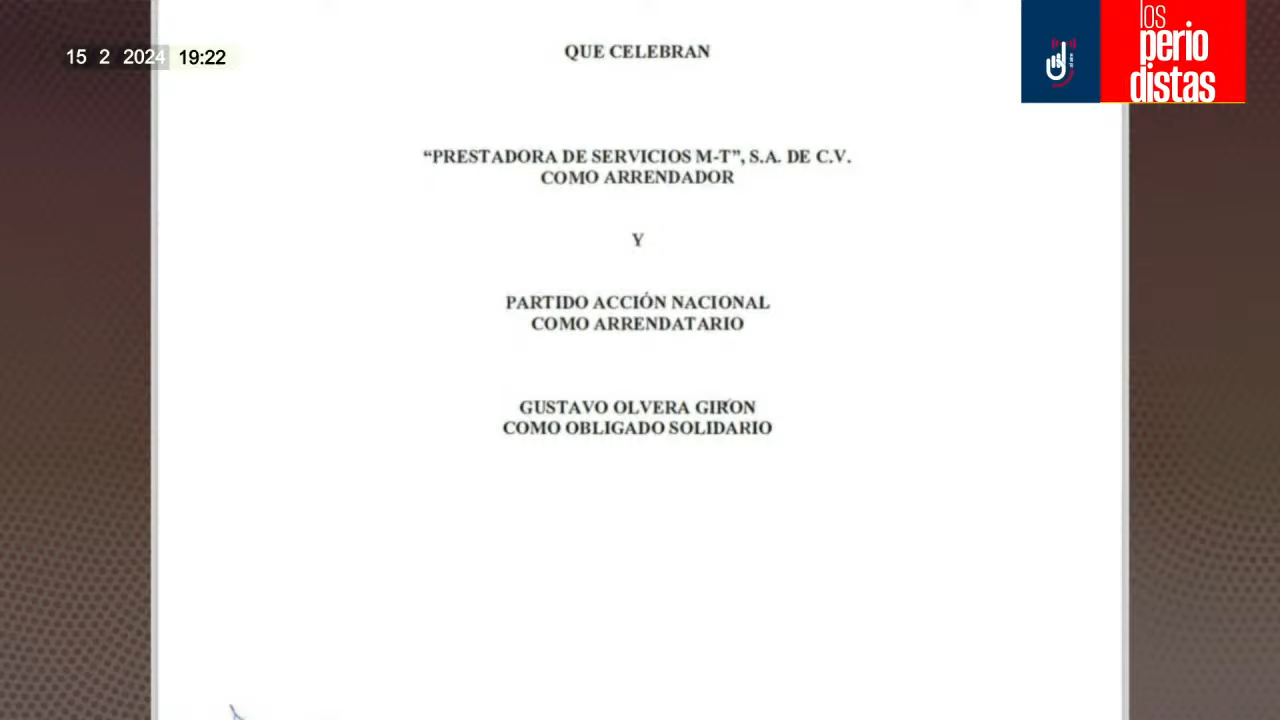 15 2 2024 19:22
los
perio
distas
QUE CELEBRAN
“PRESTADORA DE SERVICIOS M-T”, S.A. DE C.V.
COMO ARRENDADOR
Y
PARTIDO ACCIÓN NACIONAL
COMO ARRENDATARIO
GUSTAVO OLVERA GIRON
COMO OBLIGADO SOLIDARIO